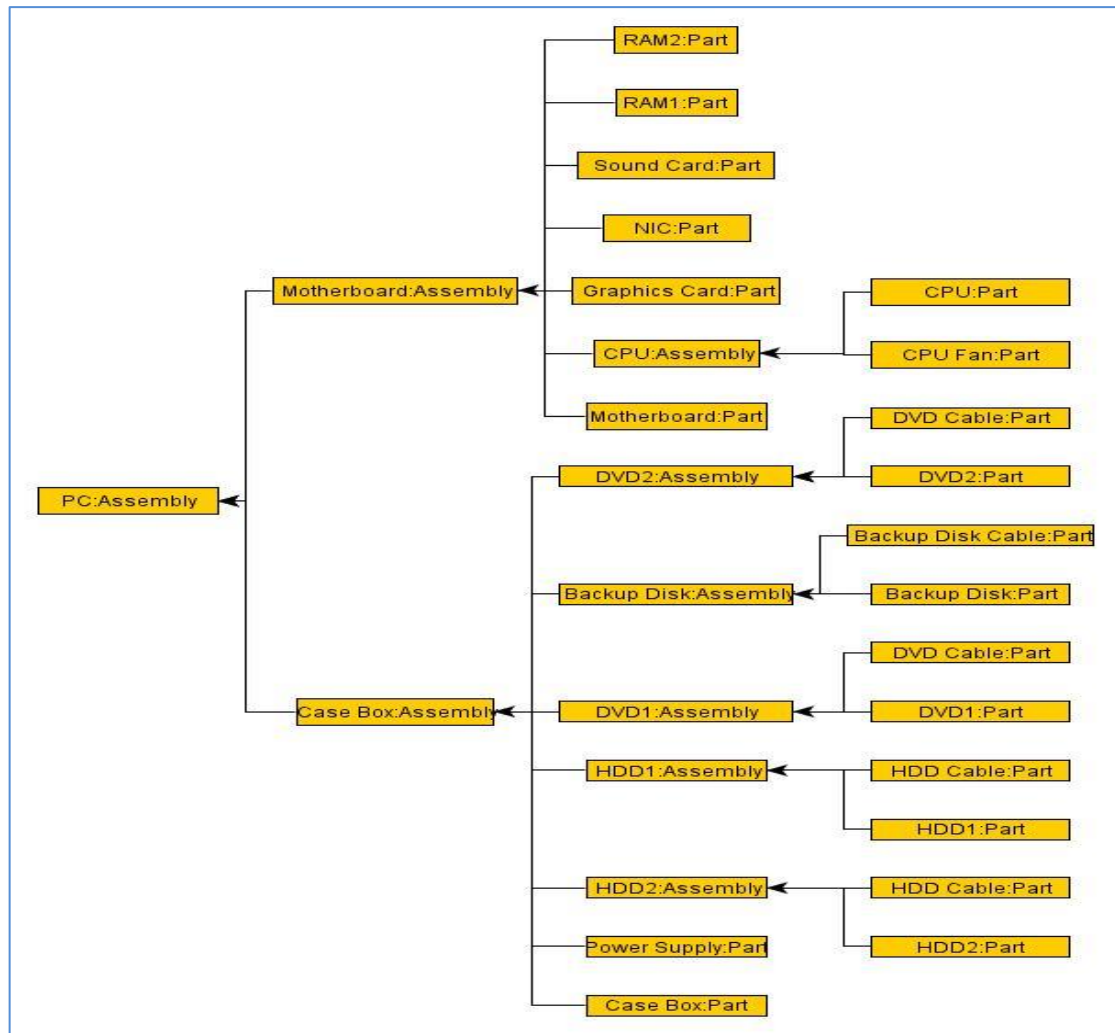 RAM2:Part
RAM1:Part
Sound Card:Part
NIC:Part
Motherboard:Assembly
Graphics Card:Part
CPU:Part
CPU:Assembly
CPU Fan:Part
Motherboard:Part
DVD Cable:Part
DVD2:Assembly
DVD2:Part
PC:Assembly
Backup Disk Cable:Part
Backup Disk:Assembly
Backup Disk:Part
DVD Cable:Part
Case Box:Assembly
DVD1:Assembly
DVD1:Part
HDD1:Assembly
HDD Cable:Part
HDD1:Part
HDD2:Assembly
HDD Cable:Part
Power Supply:Part
HDD2:Part
Case Box:Part